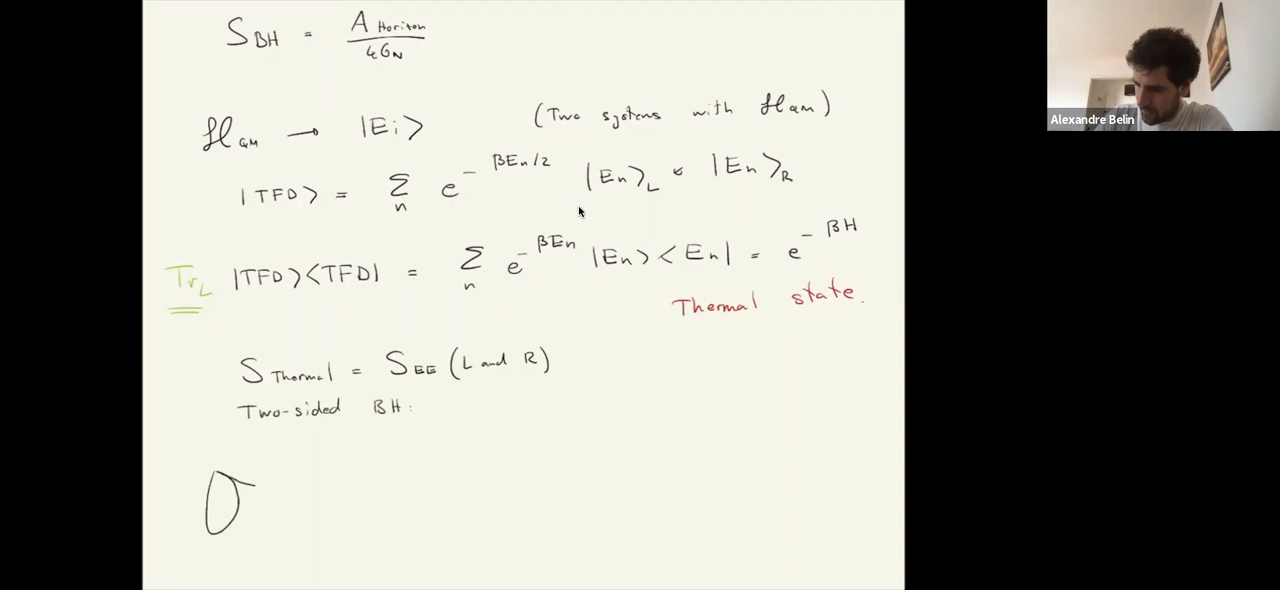 S_BH = A Horizon / 4G_N
H_QM → |E_i⟩ (Two systems with H_QM)
|TFD⟩ = Σ_n e^{-βE_n/2} |E_n⟩_L ⊗ |E_n⟩_R
Tr_L |TFD⟩⟨TFD| = Σ_n e^{-βE_n} |E_n⟩⟨E_n| = e^{-βH}
Thermal state.
S_Thermal = S_EE (L and R)
Two-sided BH:
Alexandre Belin